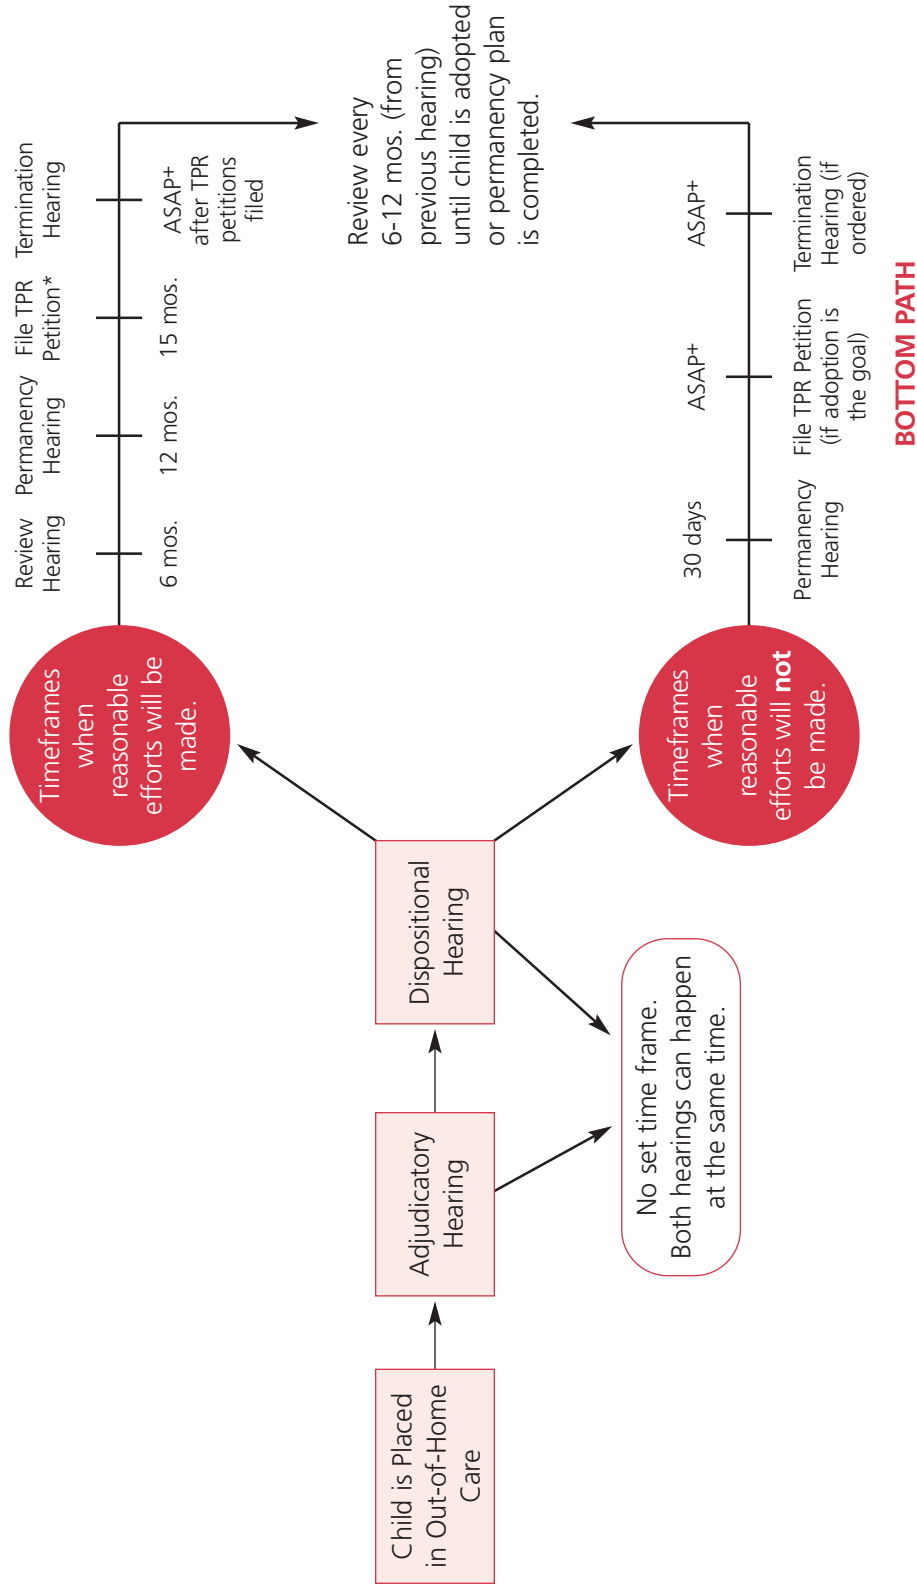 Child is Placed
in Out-of-Home
Care
Adjudicatory
Hearing
Dispositional
Hearing
No set time frame.
Both hearings can happen
at the same time.
Timeframes
when
reasonable
efforts will be
made.
Review
Hearing
6 mos.
Permanency
Hearing
12 mos.
File TPR
Petition*
15 mos.
Termination
Hearing
ASAP+
after TPR
petitions
filed
Review every
6-12 mos. (from
previous hearing)
until child is adopted
or permanency plan
is completed.
Timeframes
when
reasonable
efforts will not
be made.
30 days
Permanency
Hearing
ASAP+
File TPR Petition
(if adoption is
the goal)
ASAP+
Termination
Hearing (if
ordered)
BOTTOM PATH